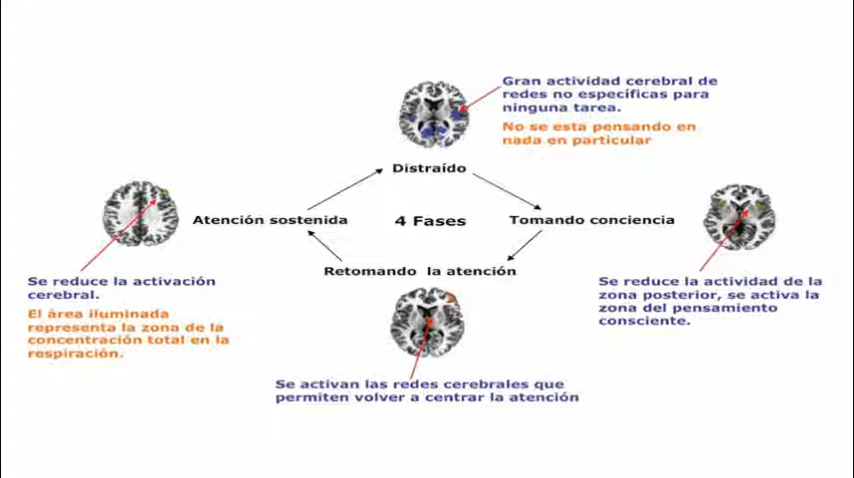 Gran actividad cerebral de
redes no específicas para
ninguna tarea.
No se esta pensando en
nada en particular
Distraído
Atención sostenida
4 Fases
Tomando conciencia
Retomando la atención
Se reduce la activación
cerebral.
El área iluminada
representa la zona de la
concentración total en la
respiración.
Se reduce la actividad de la
zona posterior, se activa la
zona del pensamiento
consciente.
Se activan las redes cerebrales que
permiten volver a centrar la atención